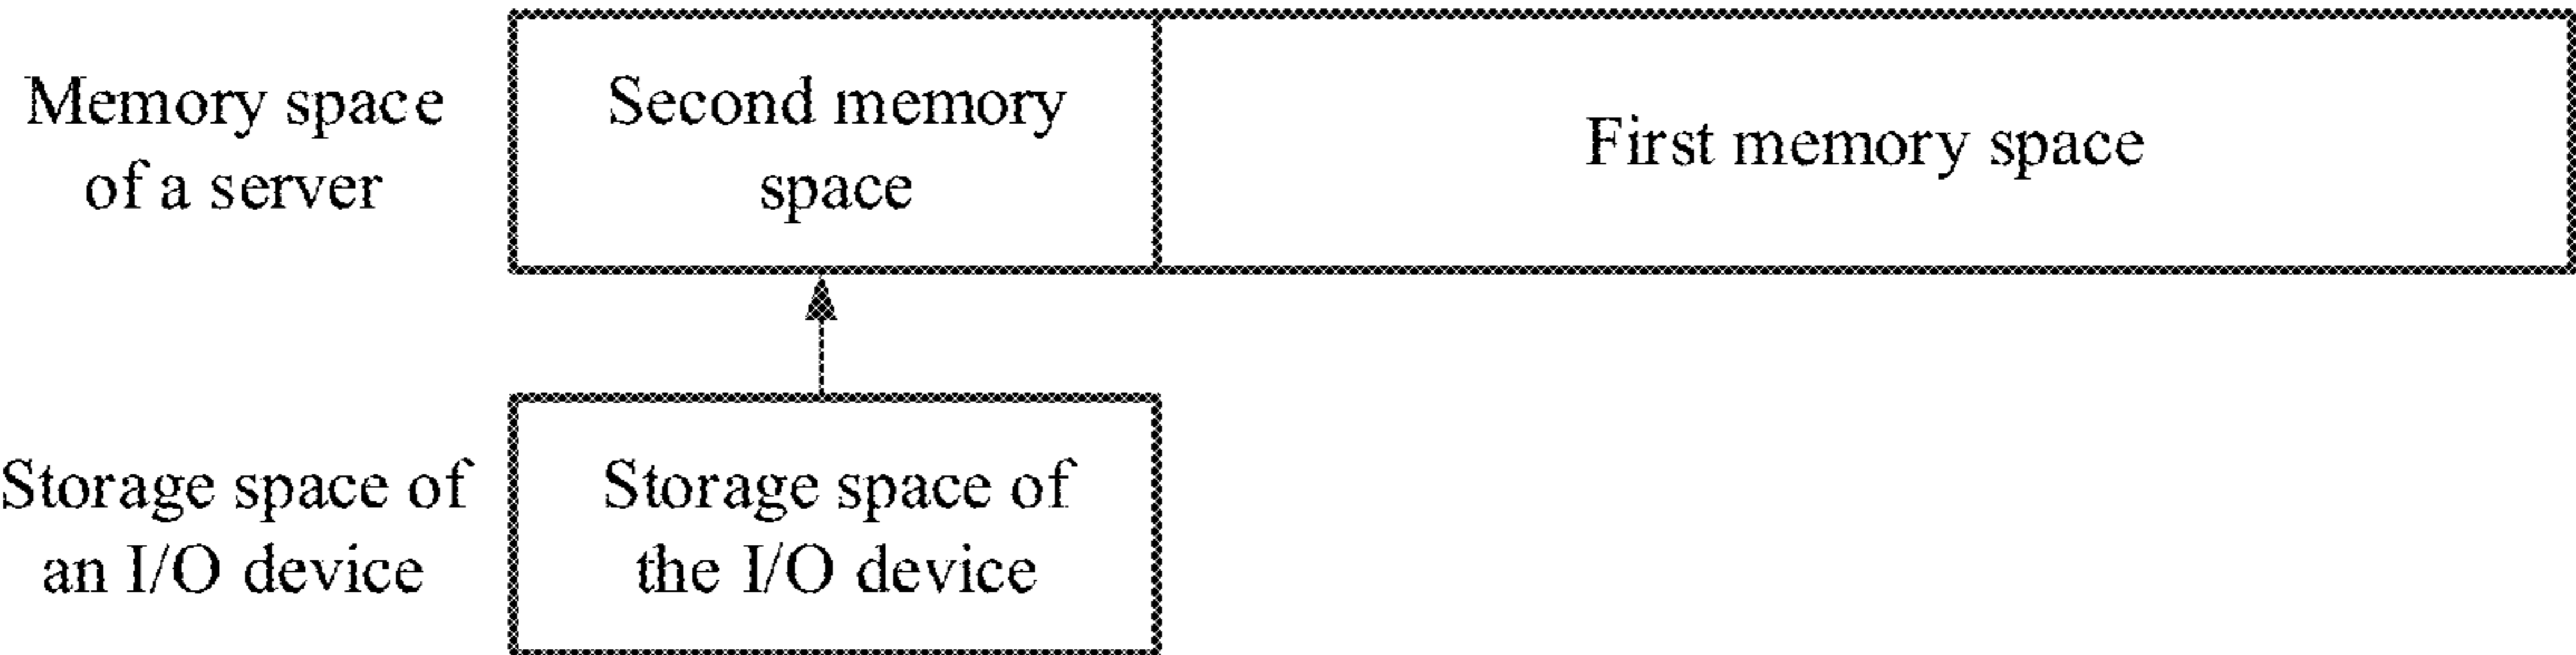 Memory space
of a server
Second memory
space
First memory space
Storage space of
an I/O device
Storage space of
the I/O device